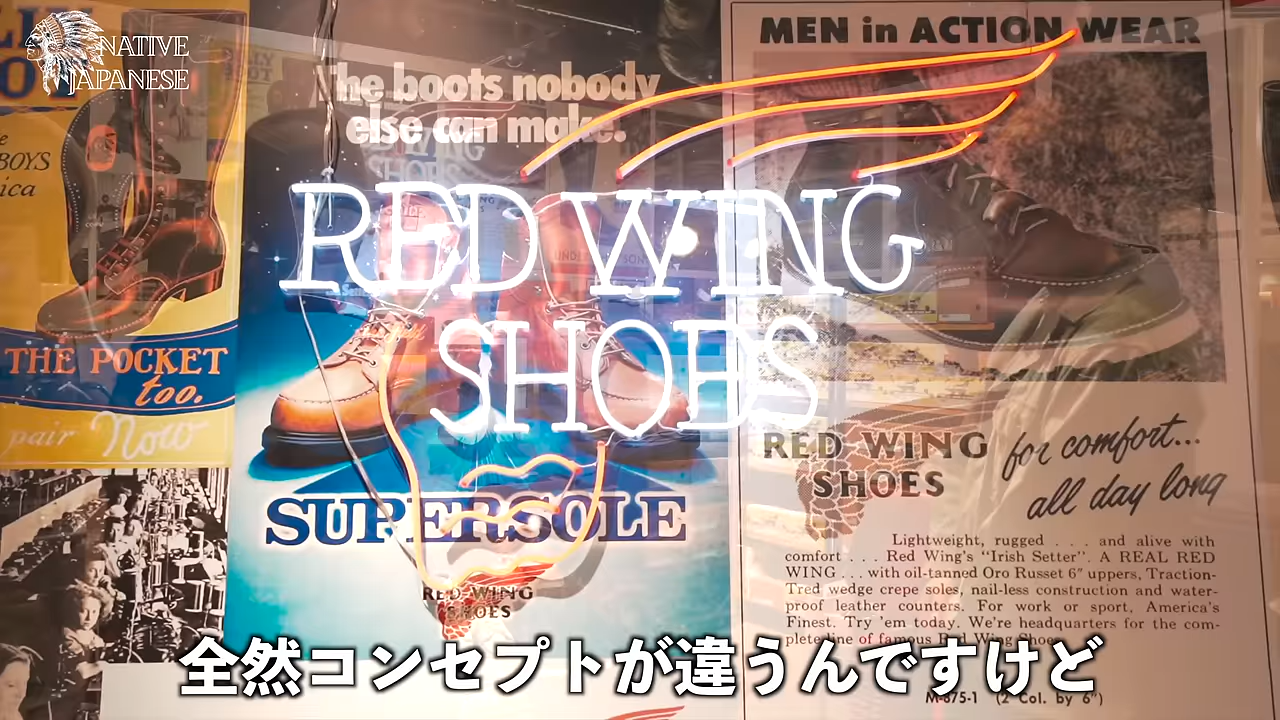 NATIVE
JAPANESE
BOYS
ica
THE POCKET
too.
pair Now
The boots nobody
else can make.
RED WING
SHOES
SUPERSOLE
RED WING
SHOES
MEN in ACTION WEAR
RED WING
SHOES
for comfort...
all day long
Lightweight, rugged . . . and alive with
comfort . . . Red Wing's "Irish Setter". A REAL RED
WING . . . with oil-tanned Oro Russet 6" uppers, Traction-
Tred wedge crepe soles, nail-less construction and water-
proof leather counters. For work or sport, America's
Finest. Try 'em today. We're headquarters for the com-
plete line of famous Red Wing Shoes.
M-675-1 (2 Col. by 6")
全然コンセプトが違うんですけど